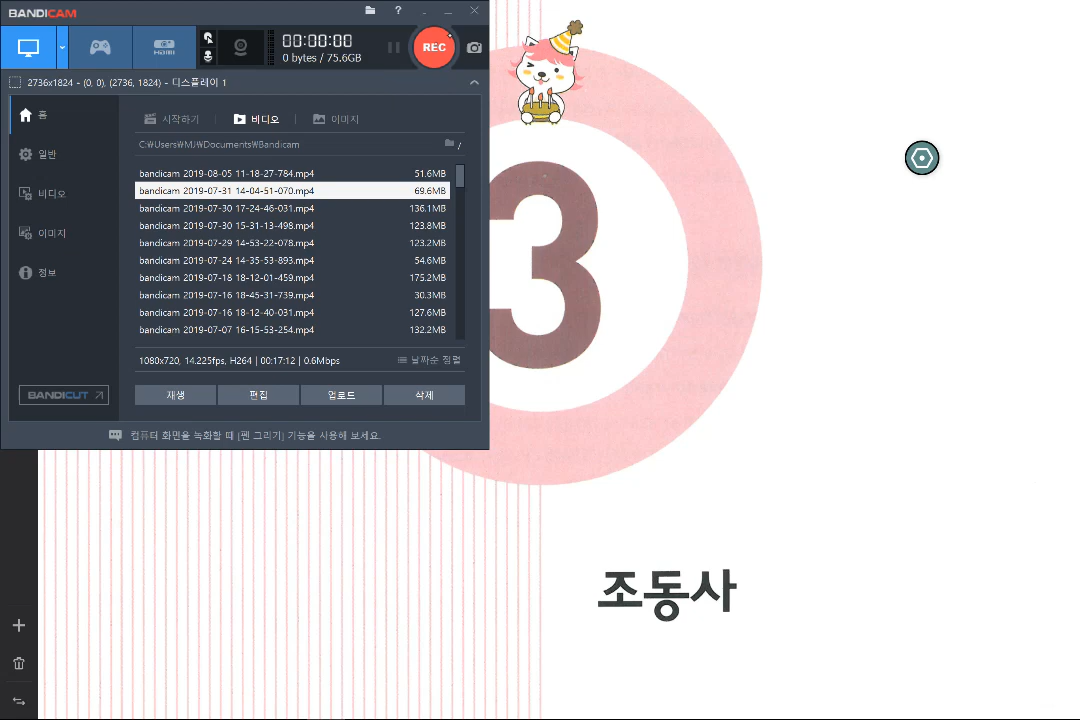 BANDICAM
?
HDMI
00:00:00
0 bytes / 75.6GB
REC
2736x1824 - (0, 0), (2736, 1824) - 디스플레이 1
홈
일반
비디오
이미지
정보
BANDICUT
시작하기
비디오
이미지
C:₩Users₩MJ₩Documents₩Bandicam
/
bandicam 2019-08-05 11-18-27-784.mp4 51.6MB
bandicam 2019-07-31 14-04-51-070.mp4 69.6MB
bandicam 2019-07-30 17-24-46-031.mp4 136.1MB
bandicam 2019-07-30 15-31-13-498.mp4 123.8MB
bandicam 2019-07-29 14-53-22-078.mp4 123.2MB
bandicam 2019-07-24 14-35-53-893.mp4 54.6MB
bandicam 2019-07-18 18-12-01-459.mp4 175.2MB
bandicam 2019-07-16 18-45-31-739.mp4 30.3MB
bandicam 2019-07-16 18-12-40-031.mp4 127.6MB
bandicam 2019-07-07 16-15-53-254.mp4 132.2MB
1080x720, 14.225fps, H264 | 00:17:12 | 0.6Mbps
날짜순 정렬
재생
편집
업로드
삭제
컴퓨터 화면을 녹화할 때 [펜 그리기] 기능을 사용해 보세요.
3
조동사